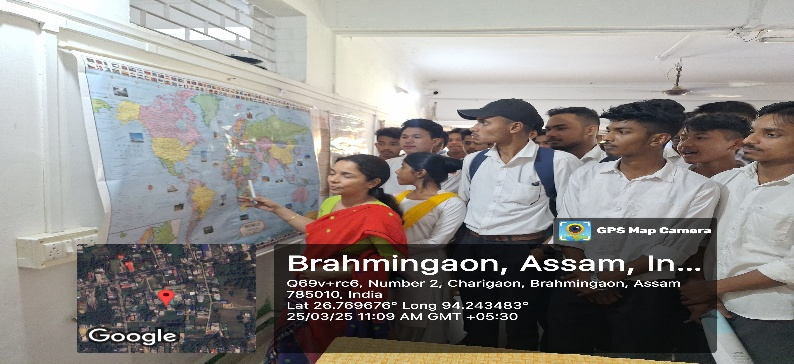 GPS Map Camera
Brahmingaon, Assam, In...
Q69v+rc6, Number 2, Charigaon, Brahmingaon, Assam
785010, India
Lat 26.769676° Long 94.243483°
25/03/25 11:09 AM GMT +05:30
Google